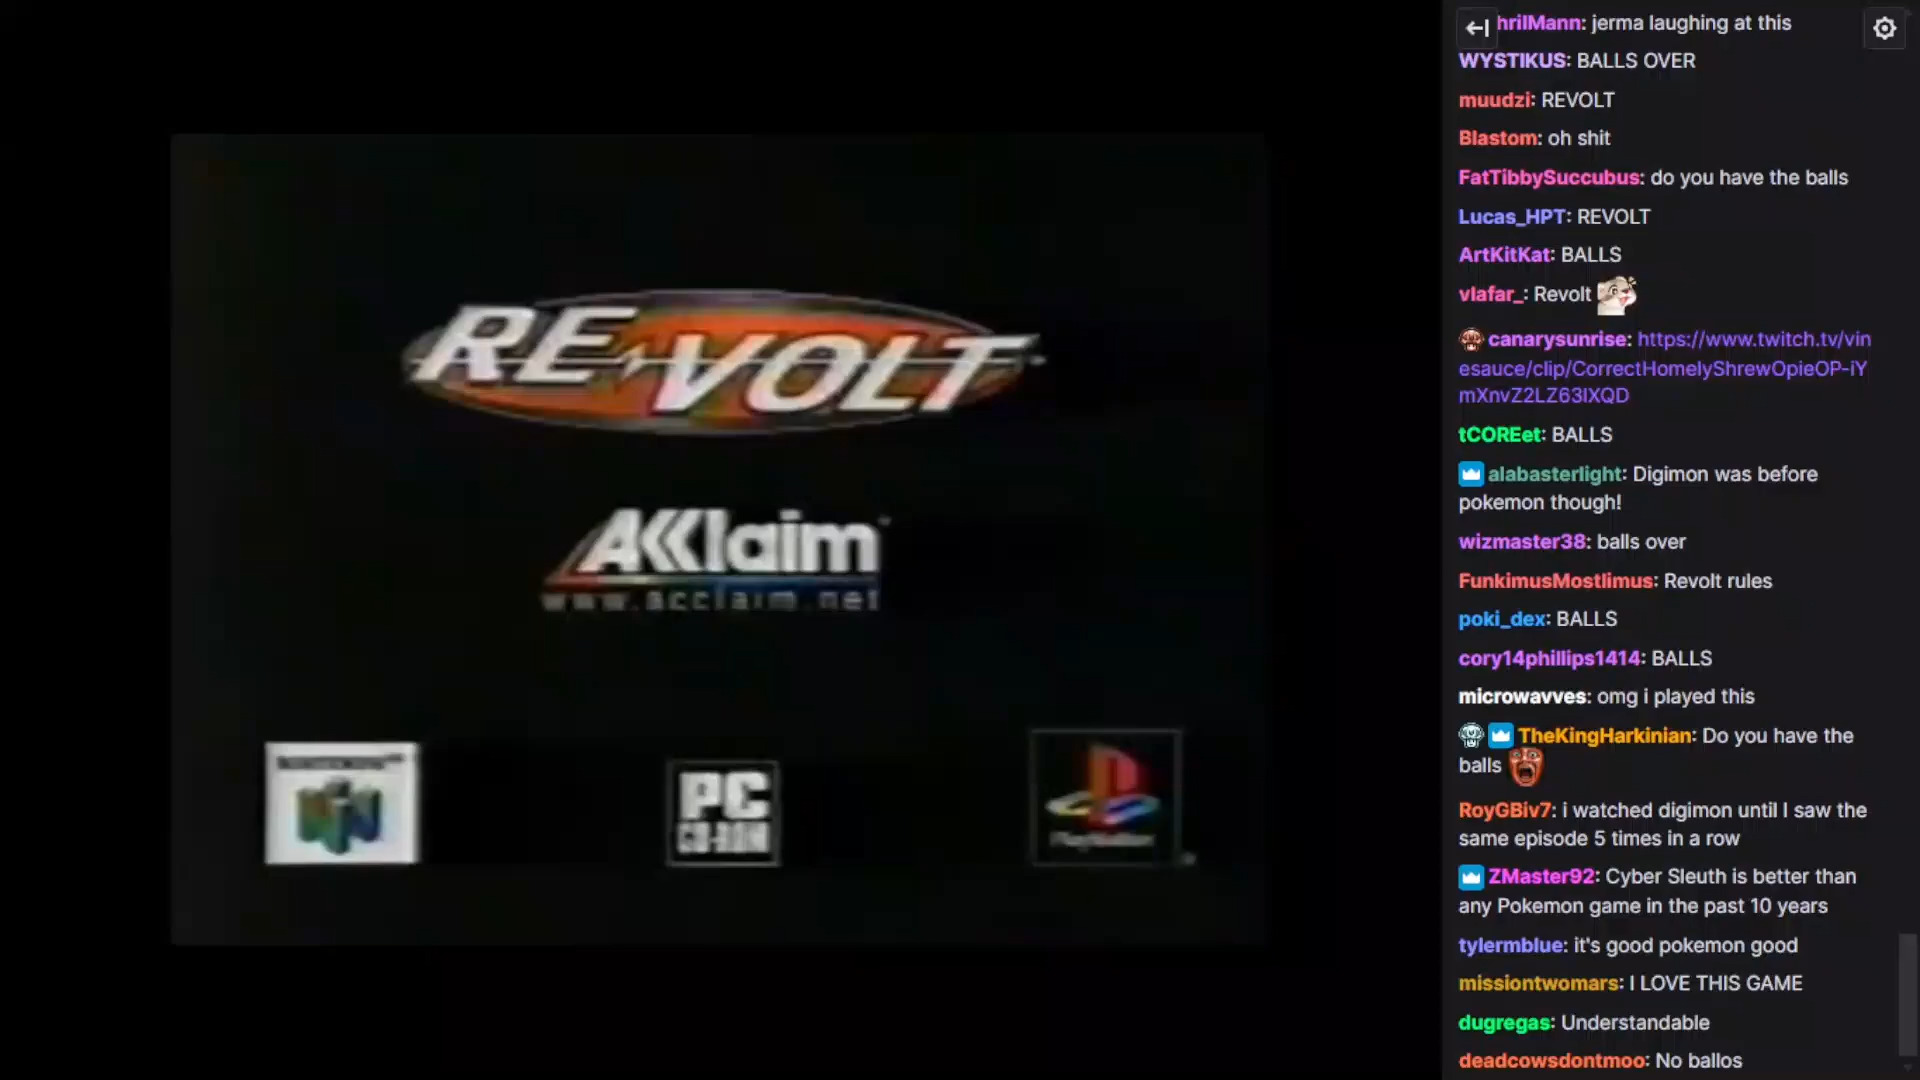 RE-VOLT
AKKlaim
www.acclaim.net
PC
CD-ROM
PlayStation
hrilMann: jerma laughing at this
WYSTIKUS: BALLS OVER
muudzi: REVOLT
Blastom: oh shit
FatTibbySuccubus: do you have the balls
Lucas_HPT: REVOLT
ArtKitKat: BALLS
vlafar_: Revolt
canarysunrise: https://www.twitch.tv/vin
esauce/clip/CorrectHomelyShrewOpieOP-iY
mXnvZ2LZ63IXQD
tCOREet: BALLS
alabasterlight: Digimon was before
pokemon though!
wizmaster38: balls over
FunkimusMostlimus: Revolt rules
poki_dex: BALLS
cory14phillips1414: BALLS
microwavves: omg i played this
TheKingHarkinian: Do you have the
balls
RoyGBiv7: i watched digimon until I saw the
same episode 5 times in a row
ZMaster92: Cyber Sleuth is better than
any Pokemon game in the past 10 years
tylermblue: it's good pokemon good
missiontwomars: I LOVE THIS GAME
dugregas: Understandable
deadcowsdontmoo: No ballos